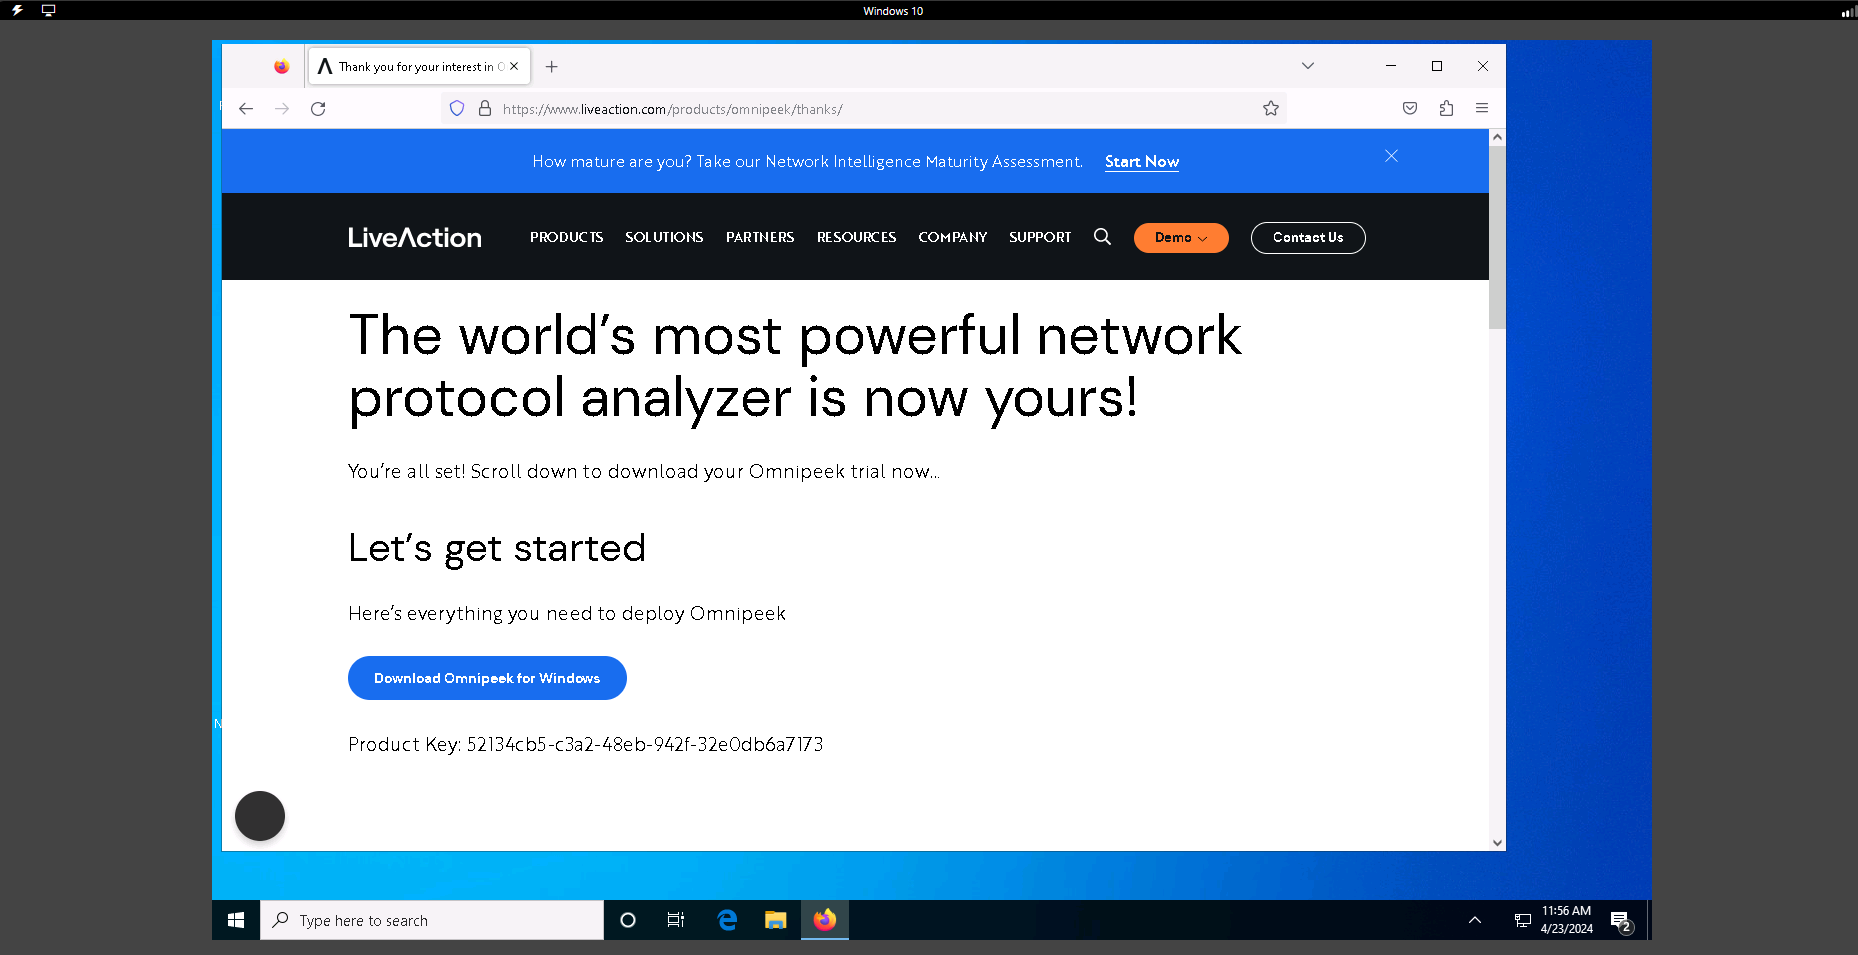 Windows 10
Thank you for your interest in O
https://www.liveaction.com/products/omnipeek/thanks/
How mature are you? Take our Network Intelligence Maturity Assessment. Start Now
LiveAction PRODUCTS SOLUTIONS PARTNERS RESOURCES COMPANY SUPPORT Demo Contact Us
The world's most powerful network
protocol analyzer is now yours!
You're all set! Scroll down to download your Omnipeek trial now...
Let's get started
Here's everything you need to deploy Omnipeek
Download Omnipeek for Windows
N
Product Key: 52134cb5-c3a2-48eb-942f-32e0db6a7173
Type here to search
11:56 AM
4/23/2024
2